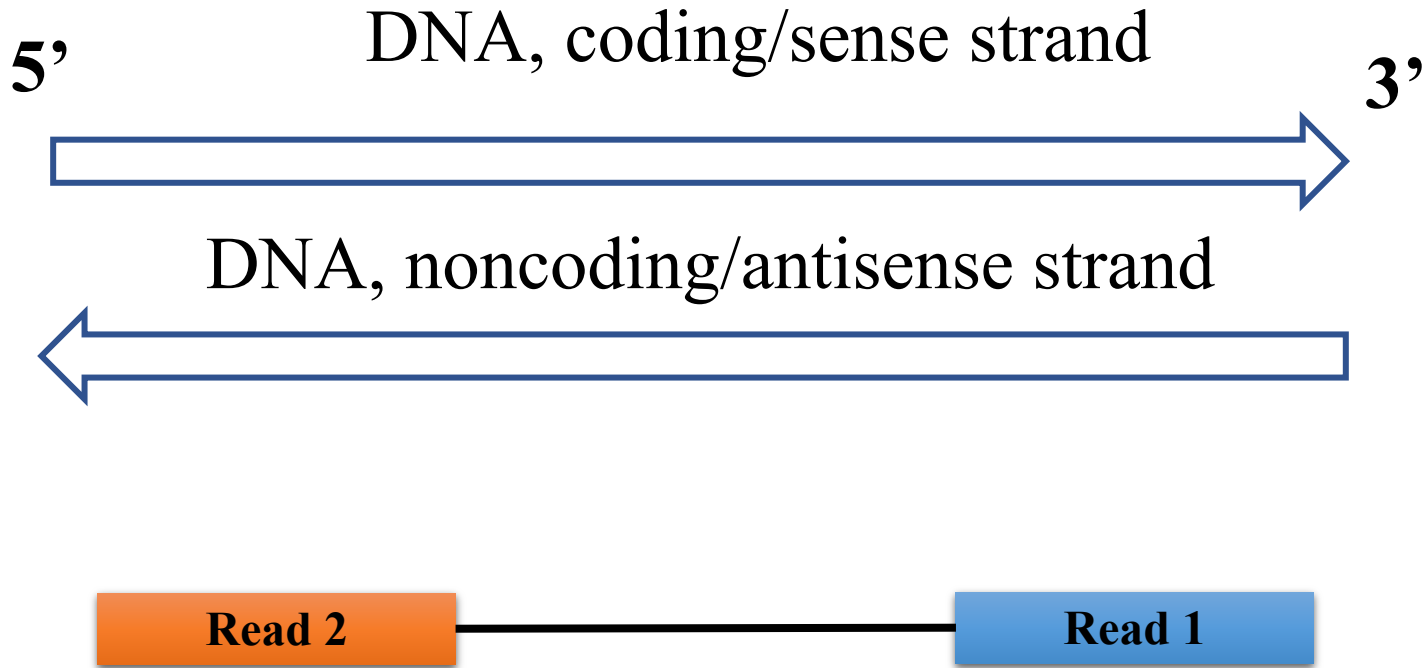 DNA, coding/sense strand
5’
3’
DNA, noncoding/antisense strand
Read 2
Read 1